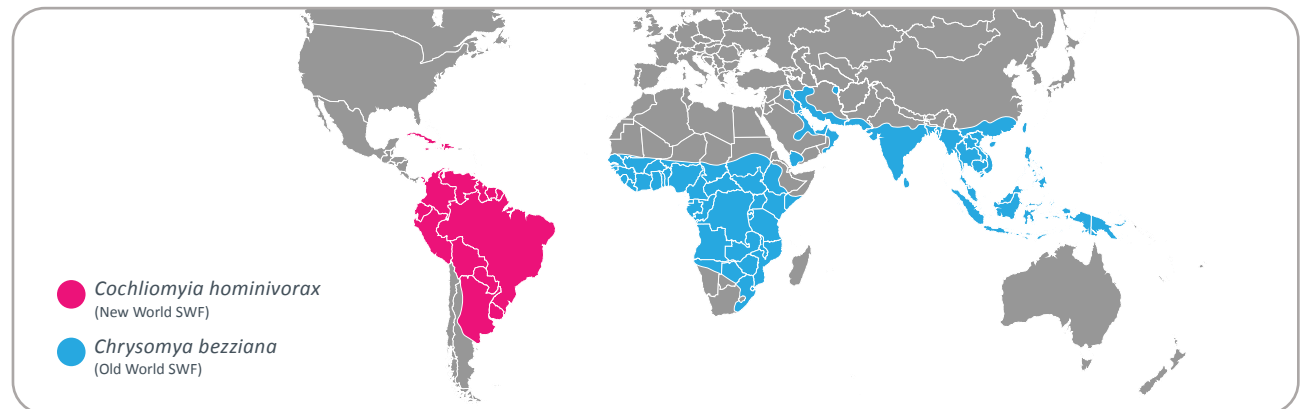 Cochliomyia hominivorax
(New World SWF)
Chrysomya bezziana
(Old World SWF)